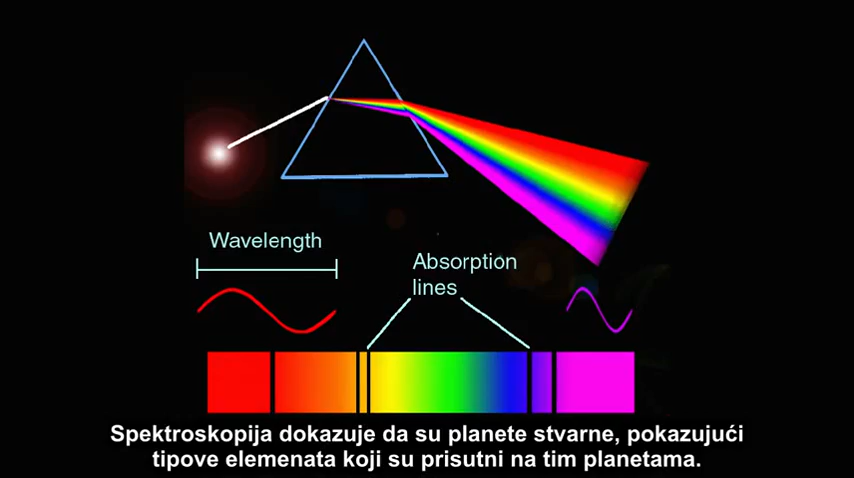 Wavelength
Absorption
lines
Spektroskopija dokazuje da su planete stvarne, pokazujući
tipove elemenata koji su prisutni na tim planetama.